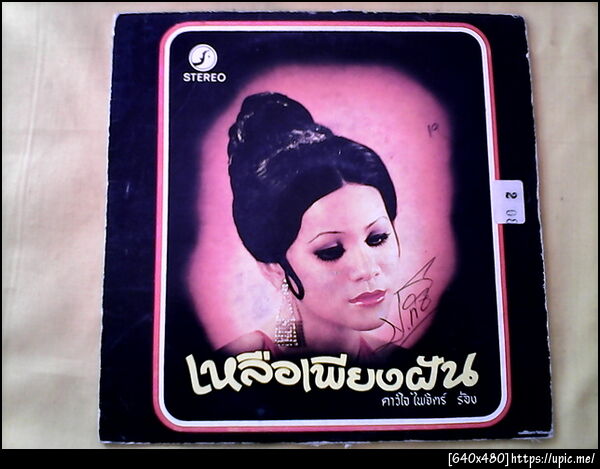 STEREO
เหลือเพียงฝัน
ดาวใจ ไพจิตร์ ร้อง
[640x480]https://upic.me/